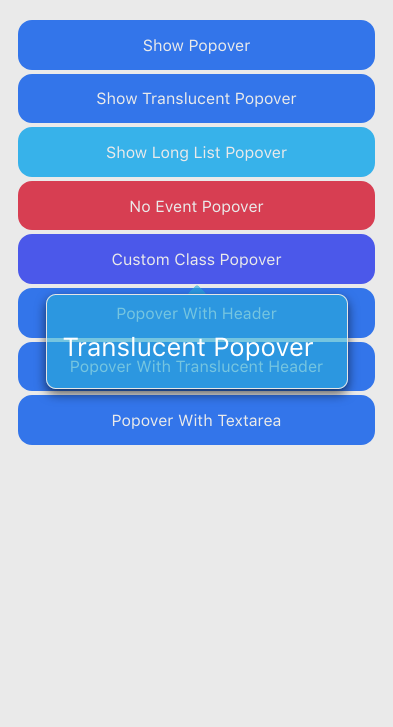 Show Popover
Show Translucent Popover
Show Long List Popover
No Event Popover
Custom Class Popover
Popover With Header
Translucent Popover
Popover With Translucent Header
Popover With Textarea